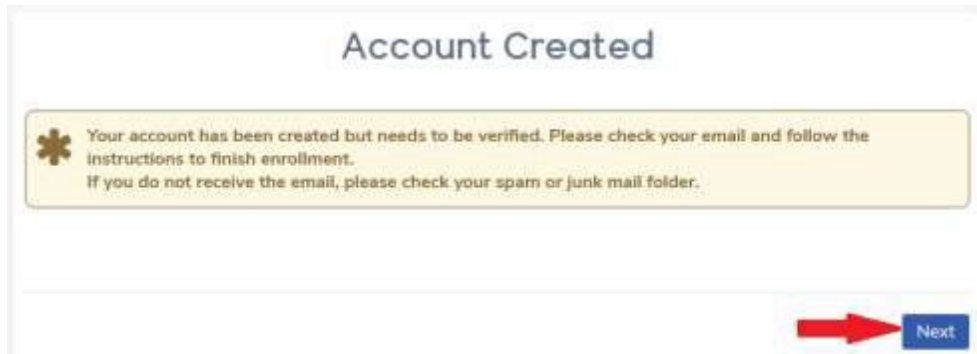 Account Created
Your account has been created but needs to be verified. Please check your email and follow the
instructions to finish enrollment.
If you do not receive the email, please check your spam or junk mail folder.
Next